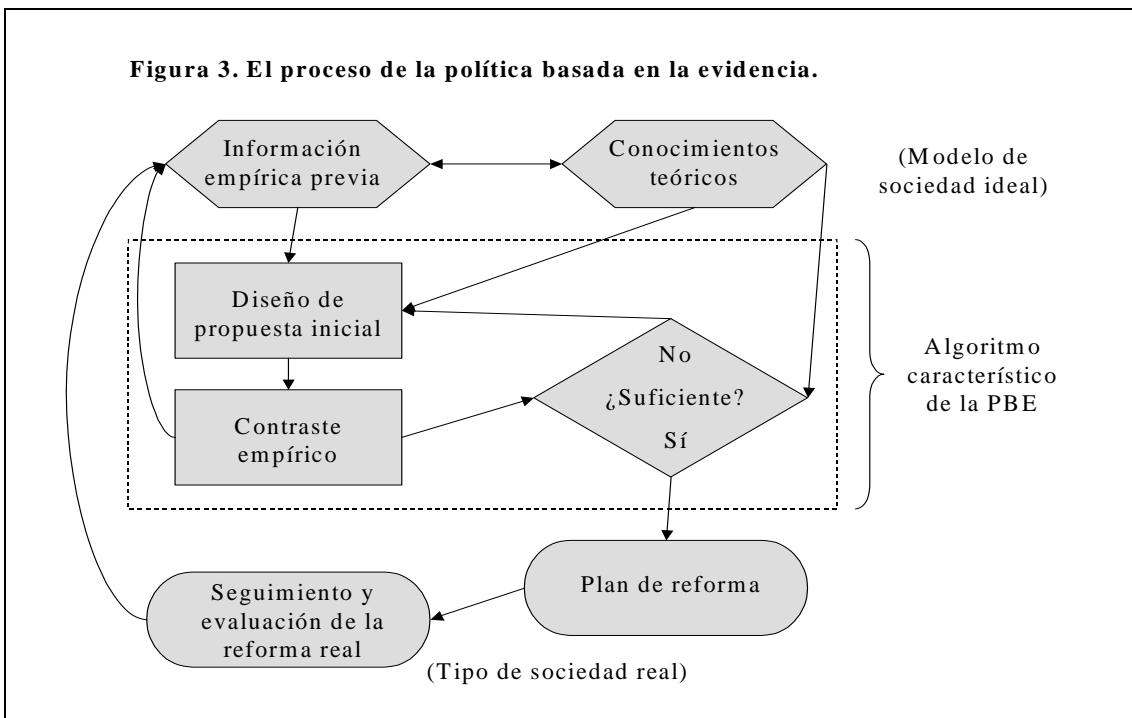 Figura 3. El proceso de la política basada en la evidencia.
Información
empírica previa
Conocimientos
teóricos
(Modelo de
sociedad ideal)
Diseño de
propuesta inicial
No
¿Suficiente?
Sí
Algoritmo
característico
de la PBE
Contraste
empírico
Plan de reforma
Seguimiento y
evaluación de la
reforma real
(Tipo de sociedad real)